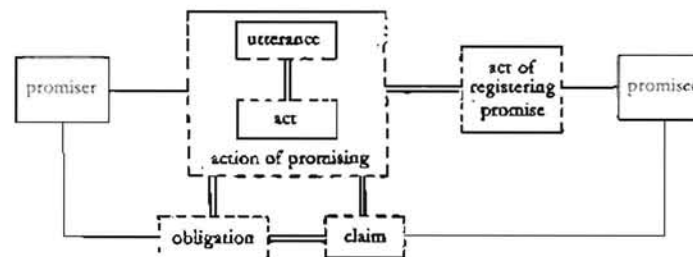 utterance
promiser
act of
registering
promise
promisee
act
action of promising
obligation
claim